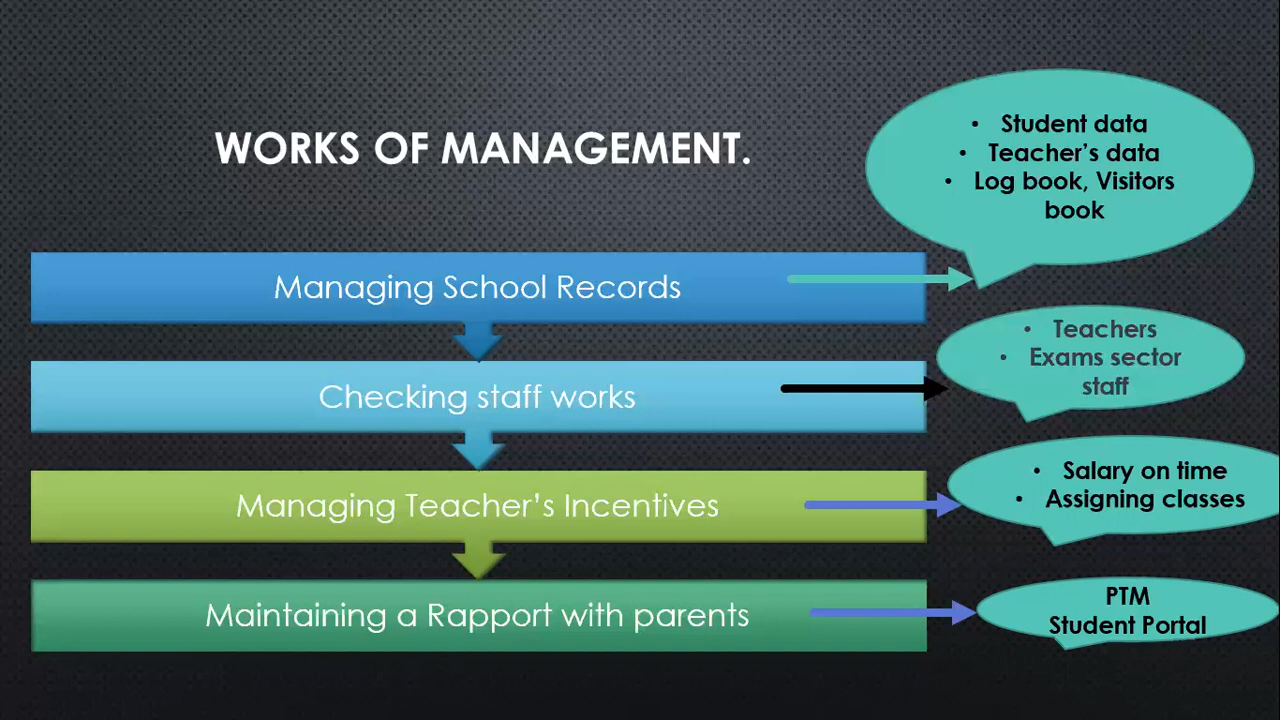 WORKS OF MANAGEMENT.
• Student data
• Teacher’s data
• Log book, Visitors
book
Managing School Records
• Teachers
• Exams sector
staff
Checking staff works
• Salary on time
• Assigning classes
Managing Teacher’s Incentives
PTM
Student Portal
Maintaining a Rapport with parents